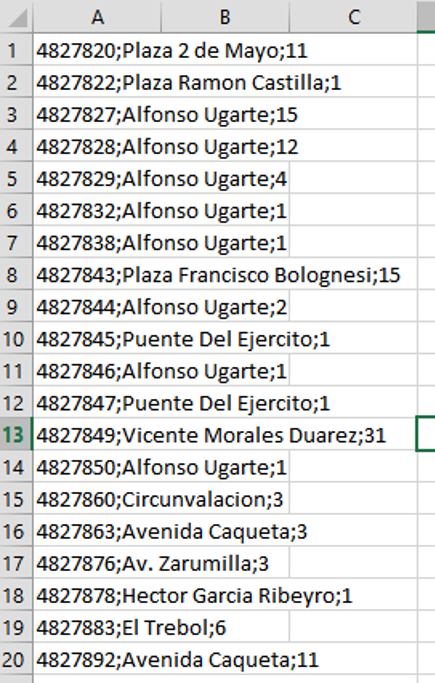 A B C
1 4827820;Plaza 2 de Mayo;11
2 4827822;Plaza Ramon Castilla;1
3 4827827;Alfonso Ugarte;15
4 4827828;Alfonso Ugarte;12
5 4827829;Alfonso Ugarte;4
6 4827832;Alfonso Ugarte;1
7 4827838;Alfonso Ugarte;1
8 4827843;Plaza Francisco Bolognesi;15
9 4827844;Alfonso Ugarte;2
10 4827845;Puente Del Ejercito;1
11 4827846;Alfonso Ugarte;1
12 4827847;Puente Del Ejercito;1
13 4827849;Vicente Morales Duarez;31
14 4827850;Alfonso Ugarte;1
15 4827860;Circunvalacion;3
16 4827863;Avenida Caqueta;3
17 4827876;Av. Zarumilla;3
18 4827878;Hector Garcia Ribeyro;1
19 4827883;El Trebol;6
20 4827892;Avenida Caqueta;11